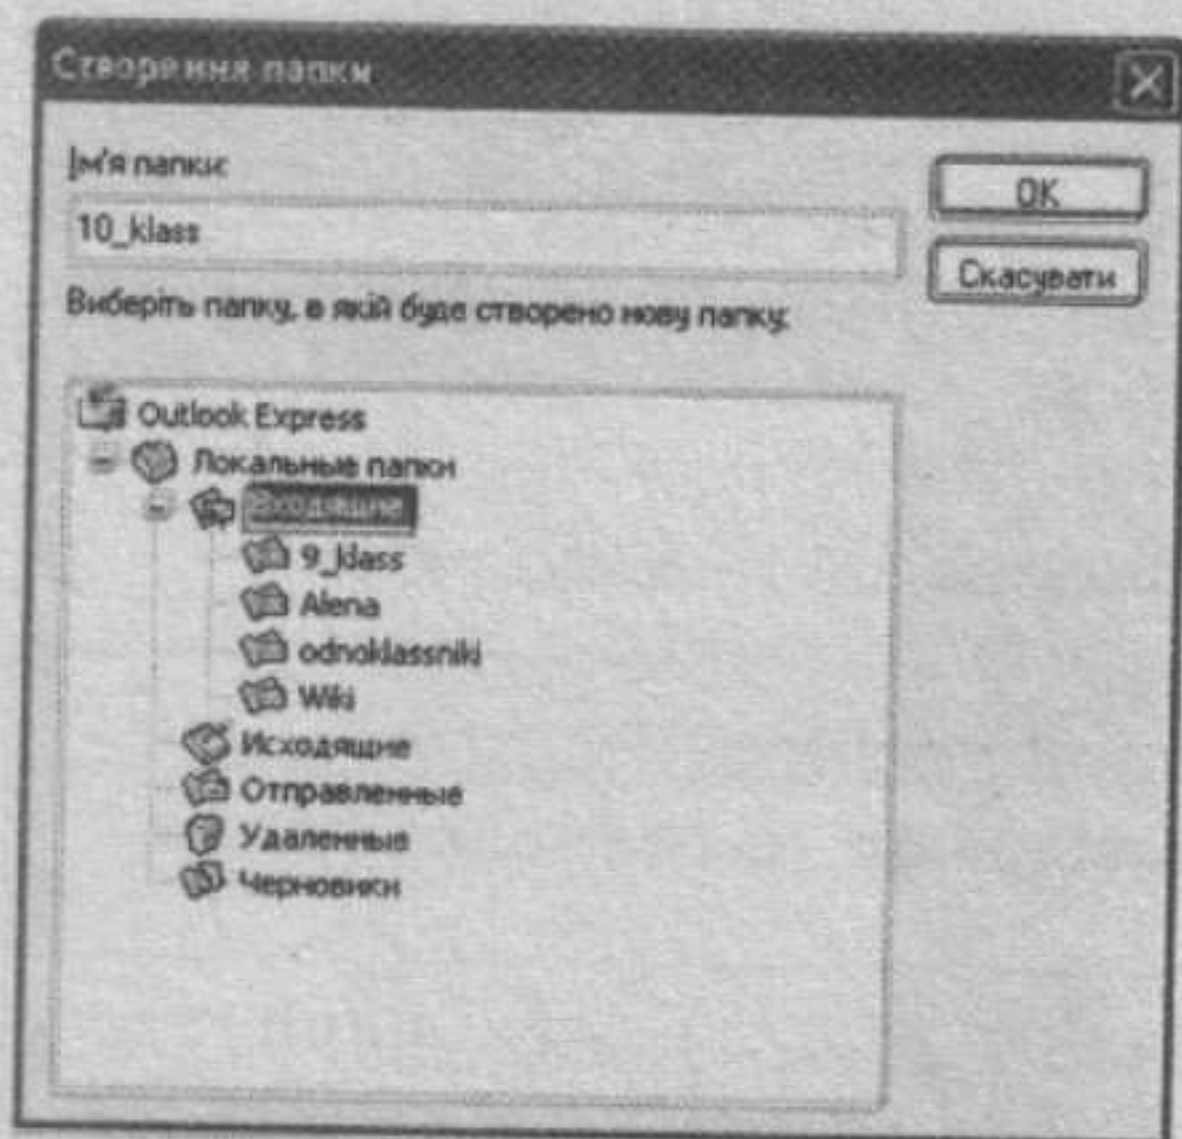 Створення папки
Ім'я папки:
10_klass
OK
Скасувати
Виберіть папку, в якій буде створено нову папку:
Outlook Express
Локальные папки
Входящие
9_klass
Alena
odnoklassniki
Wiki
Исходящие
Отправленные
Удаленные
Черновики